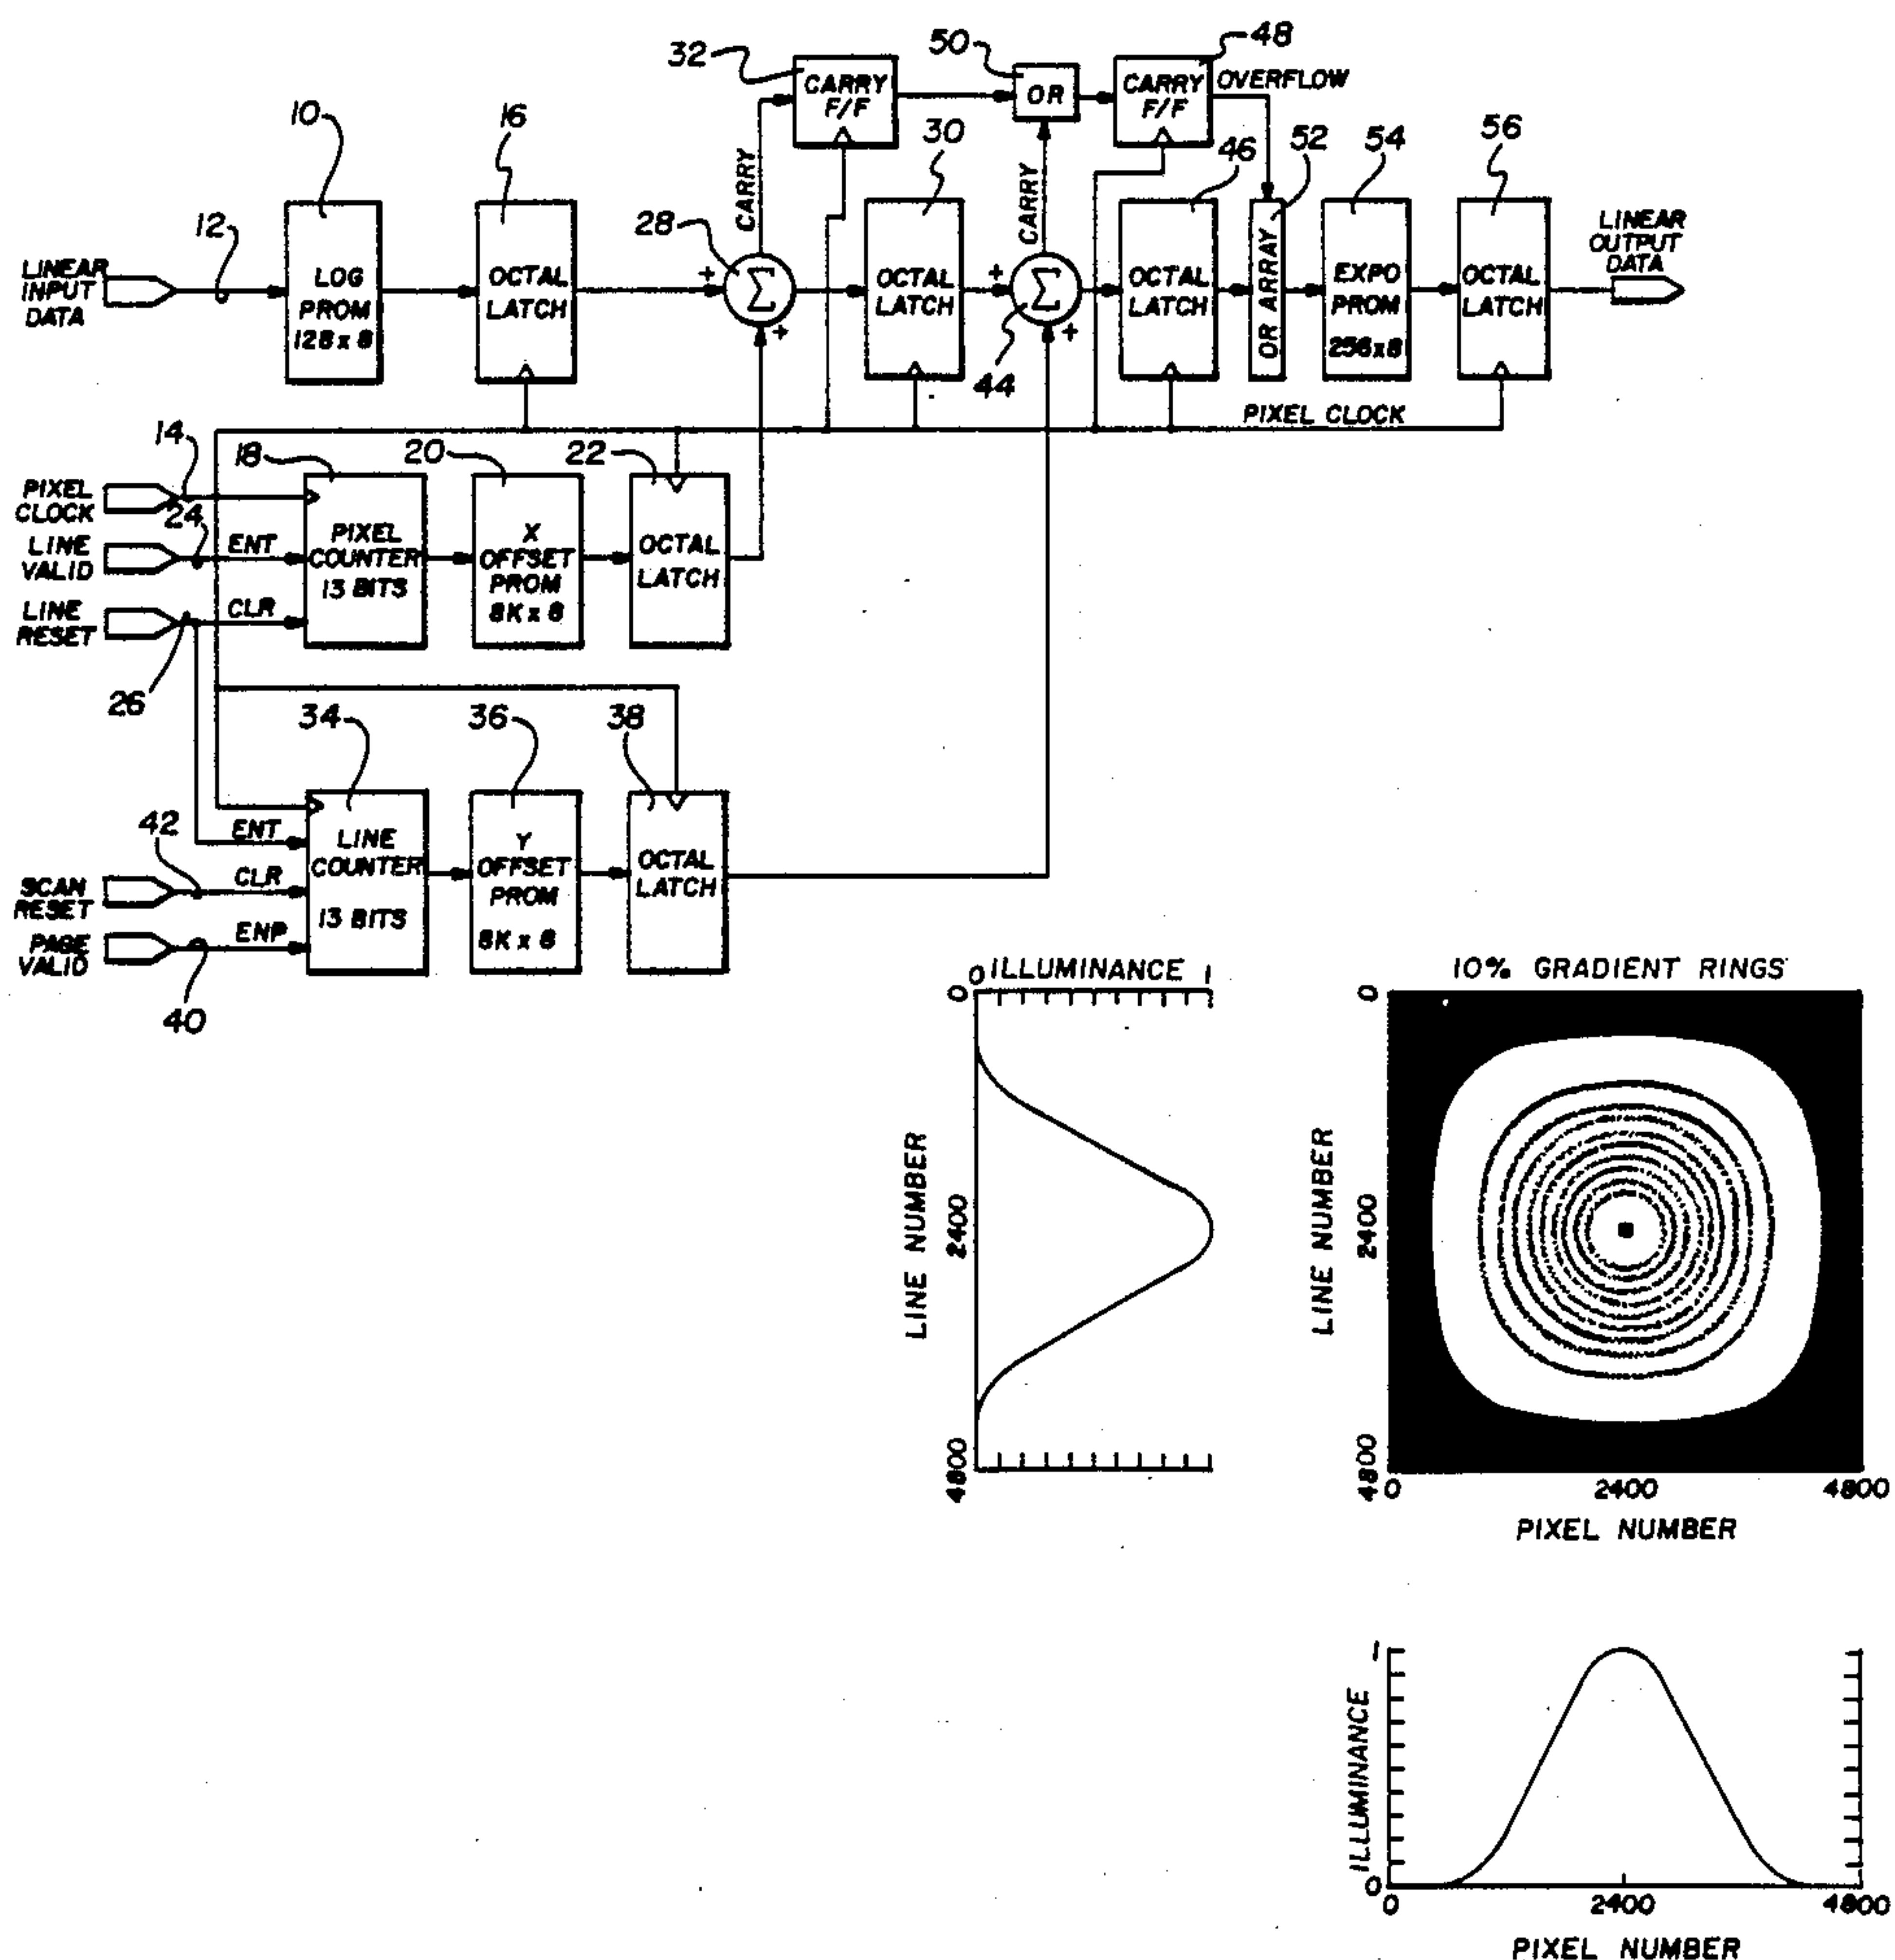 32
50
48
CARRY
F/F
OR
CARRY
F/F
OVERFLOW
10
16
30
46
52
54
56
12
28
CARRY
CARRY
44
LINEAR
INPUT
DATA
LOG
PROM
128 x 8
OCTAL
LATCH
+
Σ
+
OCTAL
LATCH
+
Σ
+
OCTAL
LATCH
OR ARRAY
EXPO
PROM
256 x 8
OCTAL
LATCH
LINEAR
OUTPUT
DATA
PIXEL CLOCK
14
18
20
22
PIXEL
CLOCK
24
LINE
VALID
ENT
LINE
RESET
CLR
26
PIXEL
COUNTER
13 BITS
X
OFFSET
PROM
8K x 8
OCTAL
LATCH
34
36
38
42
ENT
SCAN
RESET
CLR
PAGE
VALID
ENP
40
LINE
COUNTER
13 BITS
Y
OFFSET
PROM
8K x 8
OCTAL
LATCH
0 ILLUMINANCE 1
0
LINE NUMBER
2400
4800
10% GRADIENT RINGS
0
LINE NUMBER
2400
4800
0 2400 4800
PIXEL NUMBER
1
ILLUMINANCE
0
0 2400 4800
PIXEL NUMBER